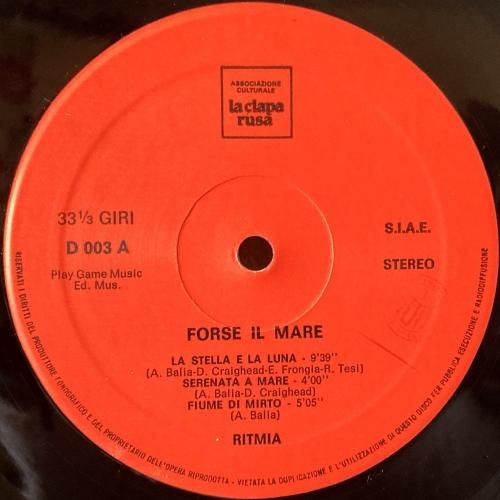 ASSOCIAZIONE
CULTURALE
la ciapa
rusa
33⅓ GIRI
D 003 A
Play Game Music
Ed. Mus.
S.I.A.E.
STEREO
FORSE IL MARE
LA STELLA E LA LUNA - 9'39''
(A. Balia-D. Craighead-E. Frongia-R. Tesi)
SERENATA A MARE - 4'00''
(A. Balia-D. Craighead)
FIUME DI MIRTO - 5'05''
(A. Balia)
RITMIA
RISERVATI I DIRITTI DEL PRODUTTORE FONOGRAFICO E DEL PROPRIETARIO DELL'OPERA RIPRODOTTA - VIETATA LA DUPLICAZIONE E L'UTILIZZAZIONE DI QUESTO DISCO PER PUBBLICA ESECUZIONE E RADIODIFFUSIONE